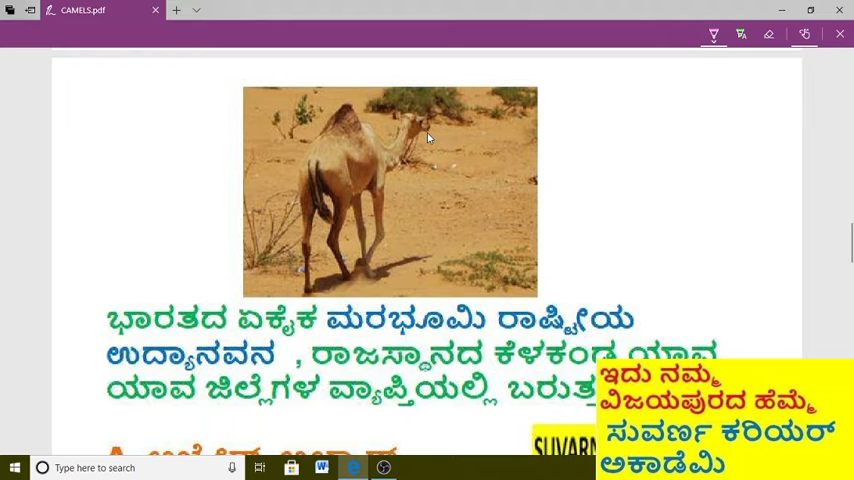 CAMELS.pdf
ಭಾರತದ ಏಕೈಕ ಮರಭೂಮಿ ರಾಷ್ಟ್ರೀಯ
ಉದ್ಯಾನವನ , ರಾಜಸ್ಥಾನದ ಕೆಳಕಂಡ ಯಾವ
ಯಾವ ಜಿಲ್ಲೆಗಳ ವ್ಯಾಪ್ತಿಯಲ್ಲಿ
ಇದು ನಮ್ಮ
ವಿಜಯಪುರದ ಹೆಮ್ಮೆ
ಸುವರ್ಣ ಕರಿಯರ್
ಅಕಾಡೆಮಿ
Type here to search